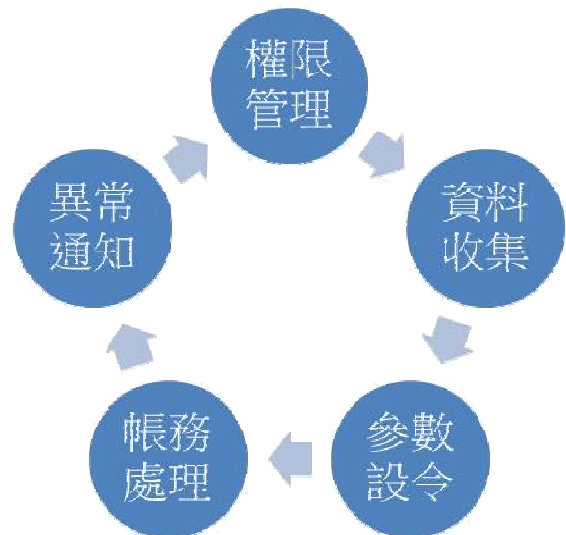 權限
管理
資料
收集
參數
設令
帳務
處理
異常
通知